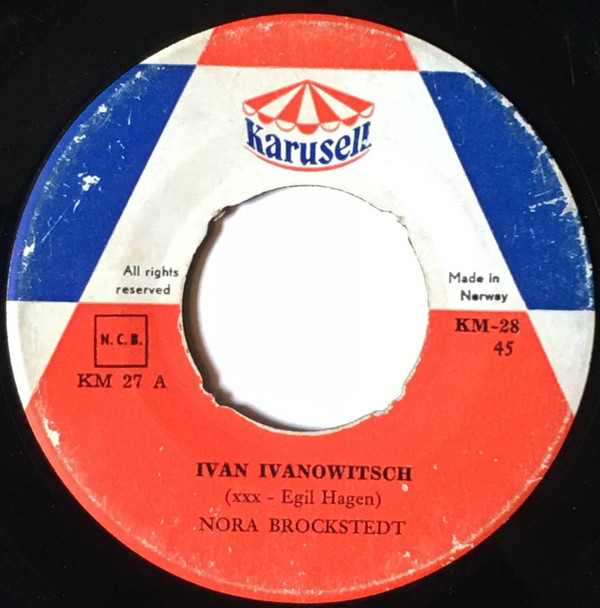 Karusell
All rights
reserved
Made in
Norway
N. C. B.
KM-28
45
KM 27 A
IVAN IVANOWITSCH
(xxx - Egil Hagen)
NORA BROCKSTEDT